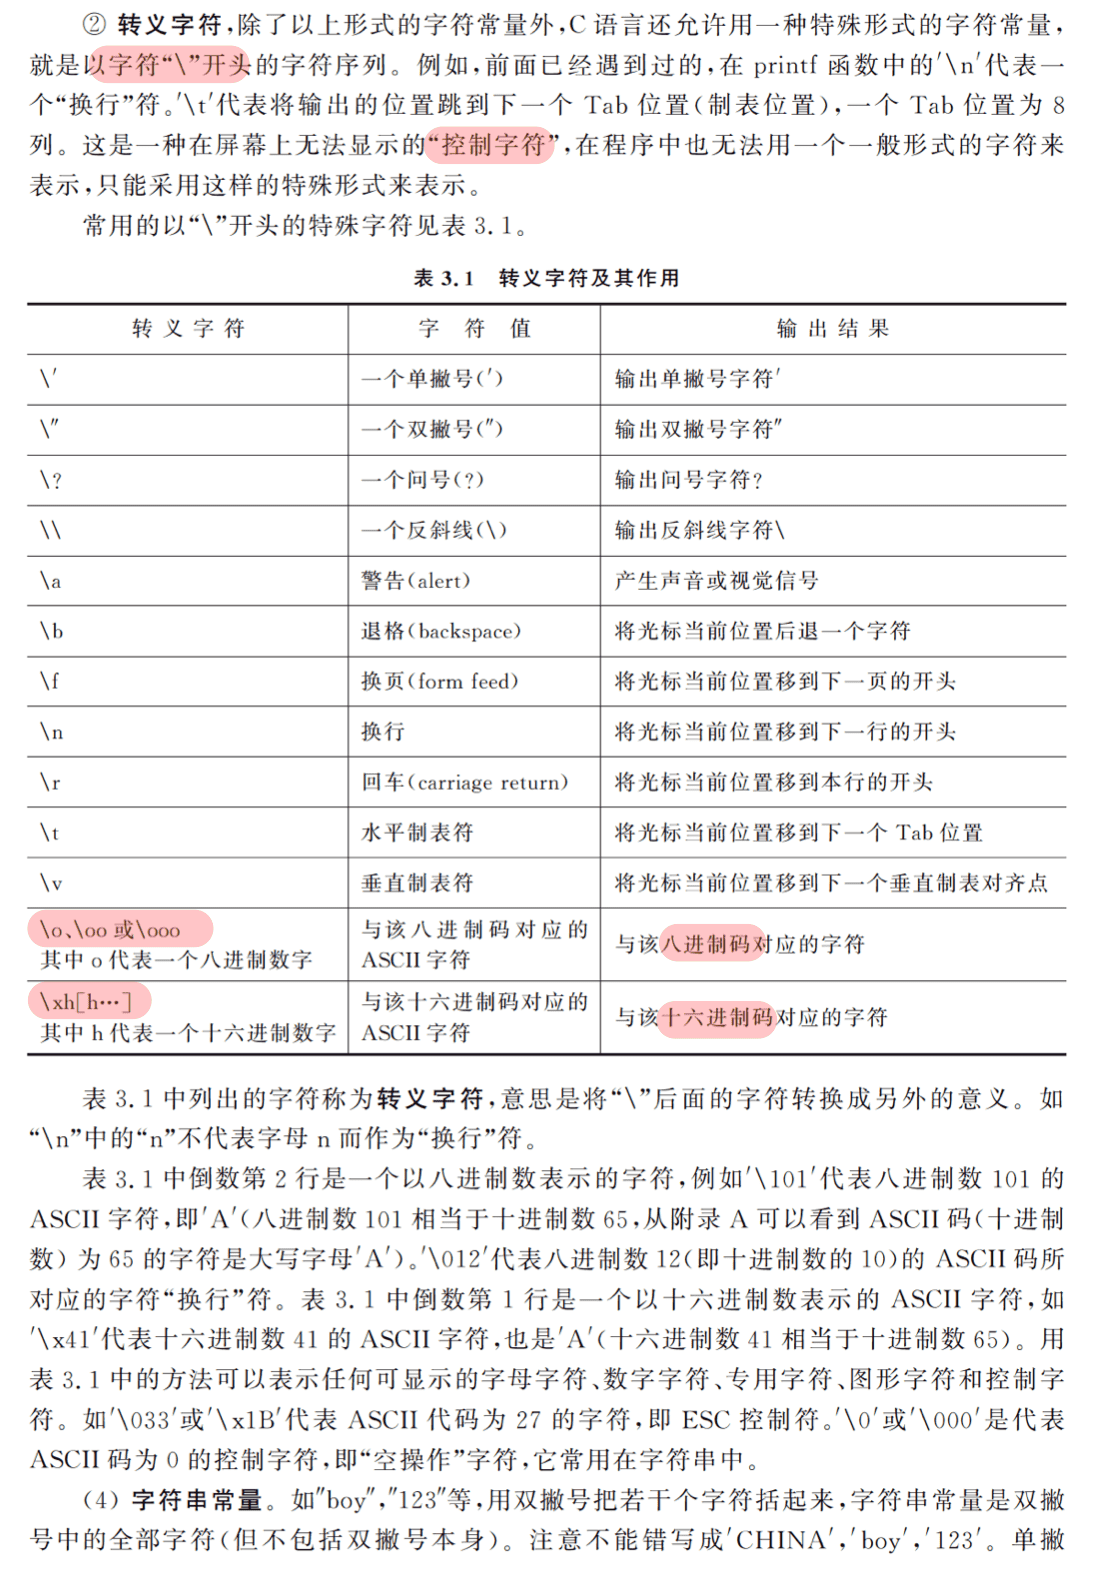 ② 转义字符,除了以上形式的字符常量外,C 语言还允许用一种特殊形式的字符常量,
就是以字符“\”开头的字符序列。例如,前面已经遇到过的,在 printf 函数中的'\n'代表一
个“换行”符。'\t'代表将输出的位置跳到下一个 Tab 位置(制表位置),一个 Tab 位置为 8
列。这是一种在屏幕上无法显示的“控制字符”,在程序中也无法用一个一般形式的字符来
表示,只能采用这样的特殊形式来表示。
常用的以“\”开头的特殊字符见表 3.1。
表 3.1 转义字符及其作用
转义字符 字符值 输出结果
\' 一个单撇号(') 输出单撇号字符'
\" 一个双撇号(") 输出双撇号字符"
\? 一个问号(?) 输出问号字符?
\\ 一个反斜线(\) 输出反斜线字符\
\a 警告(alert) 产生声音或视觉信号
\b 退格(backspace) 将光标当前位置后退一个字符
\f 换页(form feed) 将光标当前位置移到下一页的开头
\n 换行 将光标当前位置移到下一行的开头
\r 回车(carriage return) 将光标当前位置移到本行的开头
\t 水平制表符 将光标当前位置移到下一个 Tab 位置
\v 垂直制表符 将光标当前位置移到下一个垂直制表对齐点
\o、\oo 或\ooo
其中 o 代表一个八进制数字
与该八进制码对应的
ASCII 字符
与该八进制码对应的字符
\xh[h…]
其中 h 代表一个十六进制数字
与该十六进制码对应的
ASCII 字符
与该十六进制码对应的字符
表 3.1 中列出的字符称为转义字符,意思是将“\”后面的字符转换成另外的意义。如
“\n”中的“n”不代表字母 n 而作为“换行”符。
表 3.1 中倒数第 2 行是一个以八进制数表示的字符,例如'\101'代表八进制数 101 的
ASCII 字符,即'A'(八进制数 101 相当于十进制数 65,从附录 A 可以看到 ASCII 码(十进制
数) 为 65 的字符是大写字母'A')。'\012'代表八进制数 12(即十进制数的 10)的 ASCII 码所
对应的字符“换行”符。表 3.1 中倒数第 1 行是一个以十六进制数表示的 ASCII 字符,如
'\x41'代表十六进制数 41 的 ASCII 字符,也是'A'(十六进制数 41 相当于十进制数 65)。用
表 3.1 中的方法可以表示任何可显示的字母字符、数字字符、专用字符、图形字符和控制字
符。如'\033'或'\x1B'代表 ASCII 代码为 27 的字符,即 ESC 控制符。'\0'或'\000'是代表
ASCII 码为 0 的控制字符,即“空操作”字符,它常用在字符串中。
(4) 字符串常量。如"boy","123"等,用双撇号把若干个字符括起来,字符串常量是双撇
号中的全部字符(但不包括双撇号本身)。注意不能错写成'CHINA','boy','123'。单撇